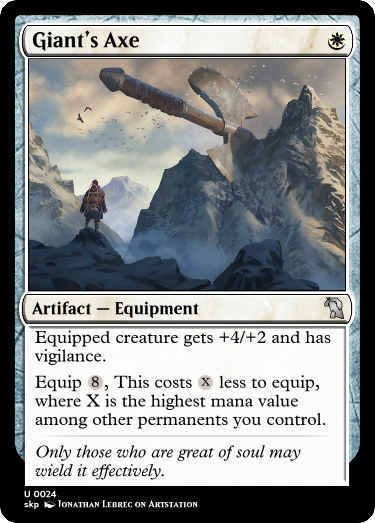 Giant's Axe
Artifact — Equipment
Equipped creature gets +4/+2 and has
vigilance.
Equip 8, This costs X less to equip,
where X is the highest mana value
among other permanents you control.
Only those who are great of soul may
wield it effectively.
U 0024
skp Jonathan Lebrec on Artstation